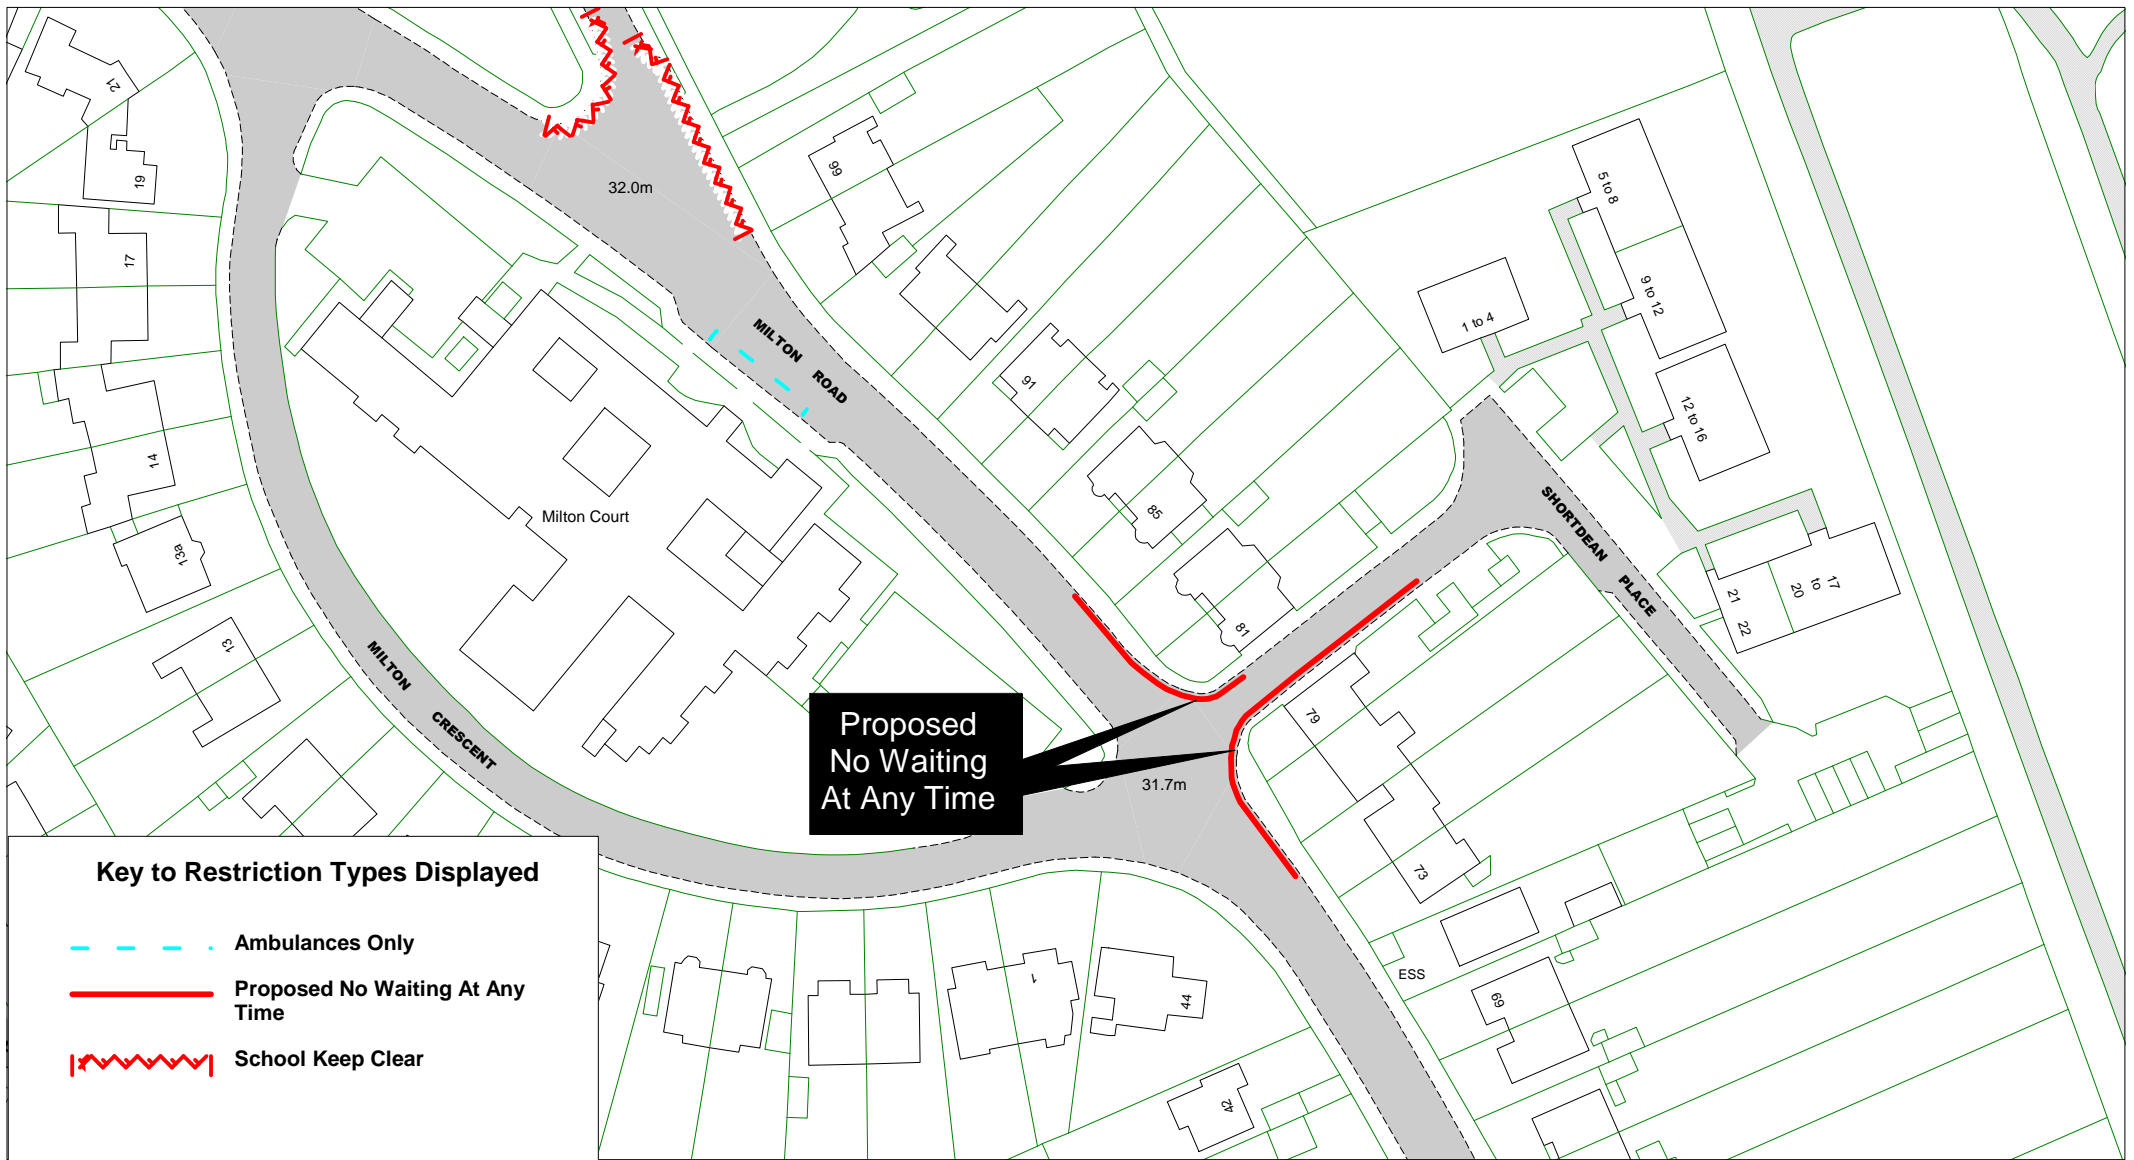 21
19
17
14
13a
13
32.0m
99
91
85
81
MILTON ROAD
Milton Court
MILTON CRESCENT
5 to 8
9 to 12
1 to 4
12 to 16
SHORTDEAN PLACE
17
to
20
21
22
79
73
Proposed
No Waiting
At Any Time
31.7m
ESS
69
1
44
42
Key to Restriction Types Displayed
Ambulances Only
Proposed No Waiting At Any
Time
School Keep Clear